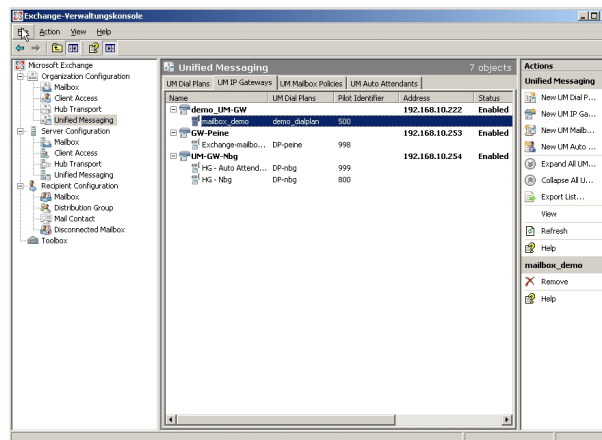 Exchange-Verwaltungskonsole
File Action View Help
Microsoft Exchange
Organization Configuration
Mailbox
Client Access
Hub Transport
Unified Messaging
Server Configuration
Mailbox
Client Access
Hub Transport
Unified Messaging
Recipient Configuration
Mailbox
Distribution Group
Mail Contact
Disconnected Mailbox
Toolbox
Unified Messaging 7 objects
UM Dial Plans UM IP Gateways UM Mailbox Policies UM Auto Attendants
Name UM Dial Plans Pilot Identifier Address Status
demo_UM-GW 192.168.10.222 Enabled
mailbox_demo demo_dialplan 500
GW-Peine 192.168.10.253 Enabled
Exchange-mailbo... DP-peine 998
UM-GW-Nbg 192.168.10.254 Enabled
HG - Auto Attend... DP-nbg 999
HG - Nbg DP-nbg 800
Actions
Unified Messaging
New UM Dial P...
New UM IP Ga...
New UM Mailb...
New UM Auto ...
Expand All UM...
Collapse All U...
Export List...
View
Refresh
Help
mailbox_demo
Remove
Help